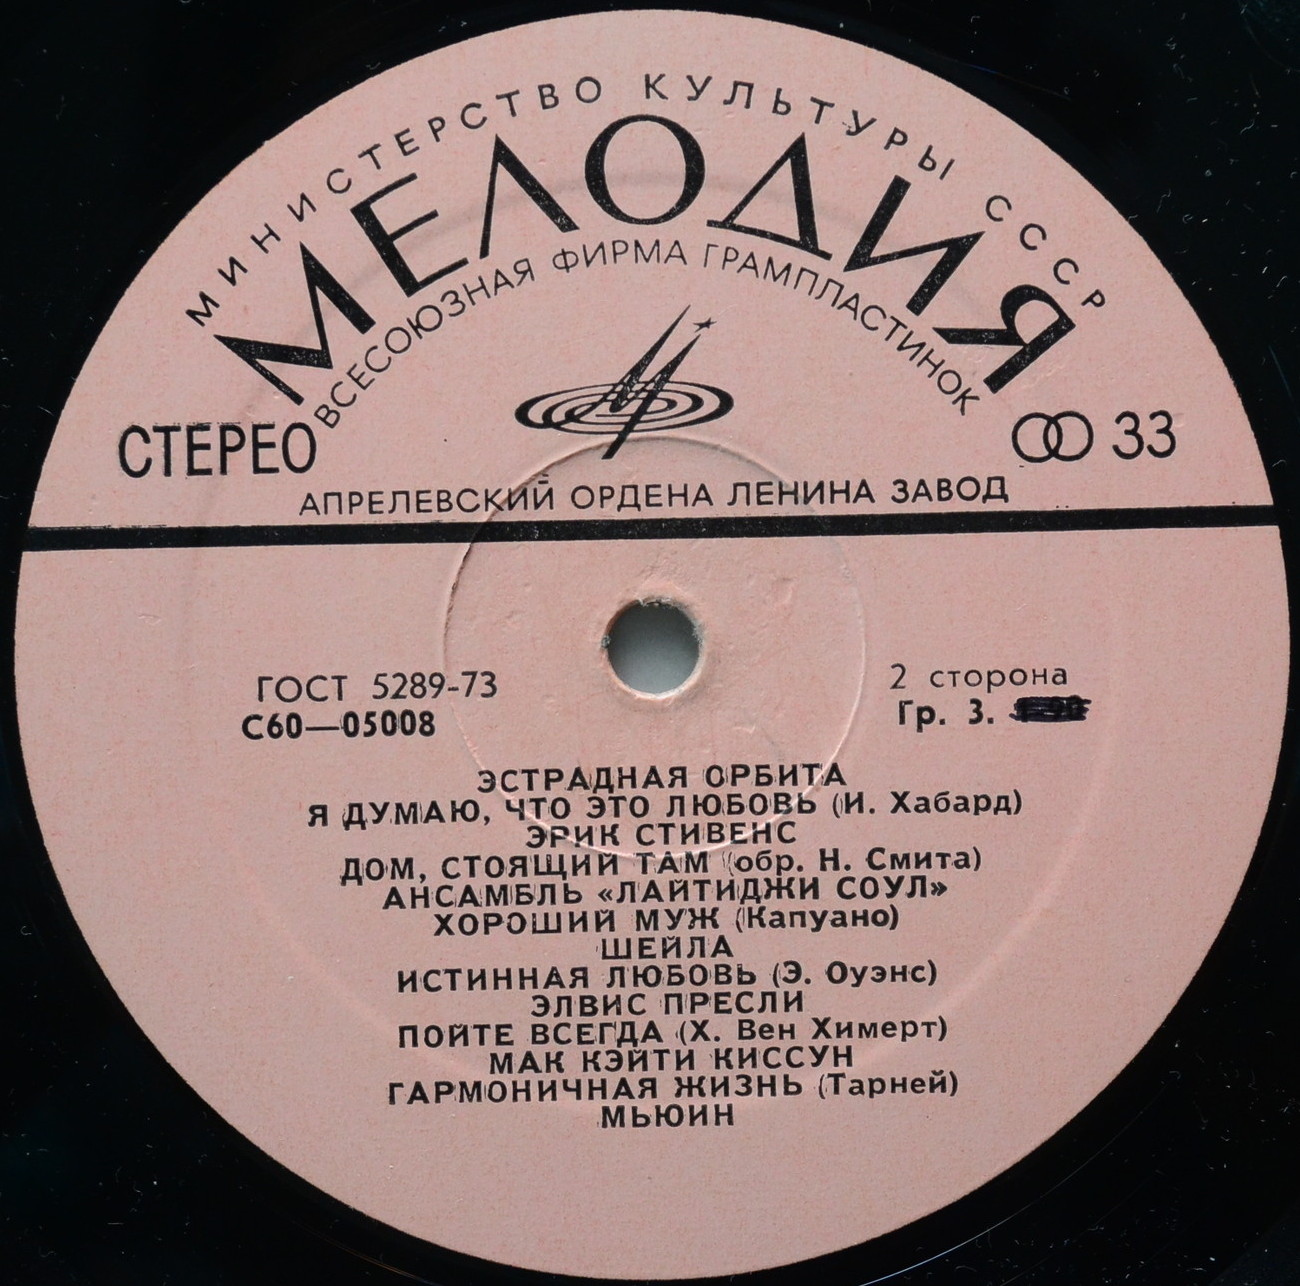 МИНИСТЕРСТВО КУЛЬТУРЫ СССР
МЕЛОДИЯ
ВСЕСОЮЗНАЯ ФИРМА ГРАМПЛАСТИНОК
СТЕРЕО
33
АПРЕЛЕВСКИЙ ОРДЕНА ЛЕНИНА ЗАВОД
ГОСТ 5289-73
2 сторона
С60—05008
Гр. 3.
ЭСТРАДНАЯ ОРБИТА
Я ДУМАЮ, ЧТО ЭТО ЛЮБОВЬ (И. Хабард)
ЭРИК СТИВЕНС
ДОМ, СТОЯЩИЙ ТАМ (обр. Н. Смита)
АНСАМБЛЬ «ЛАЙТИДЖИ СОУЛ»
ХОРОШИЙ МУЖ (Капуано)
ШЕЙЛА
ИСТИННАЯ ЛЮБОВЬ (Э. Оуэнс)
ЭЛВИС ПРЕСЛИ
ПОЙТЕ ВСЕГДА (Х. Вен Химерт)
МАК КЭЙТИ КИССУН
ГАРМОНИЧНАЯ ЖИЗНЬ (Тарней)
МЬЮИН